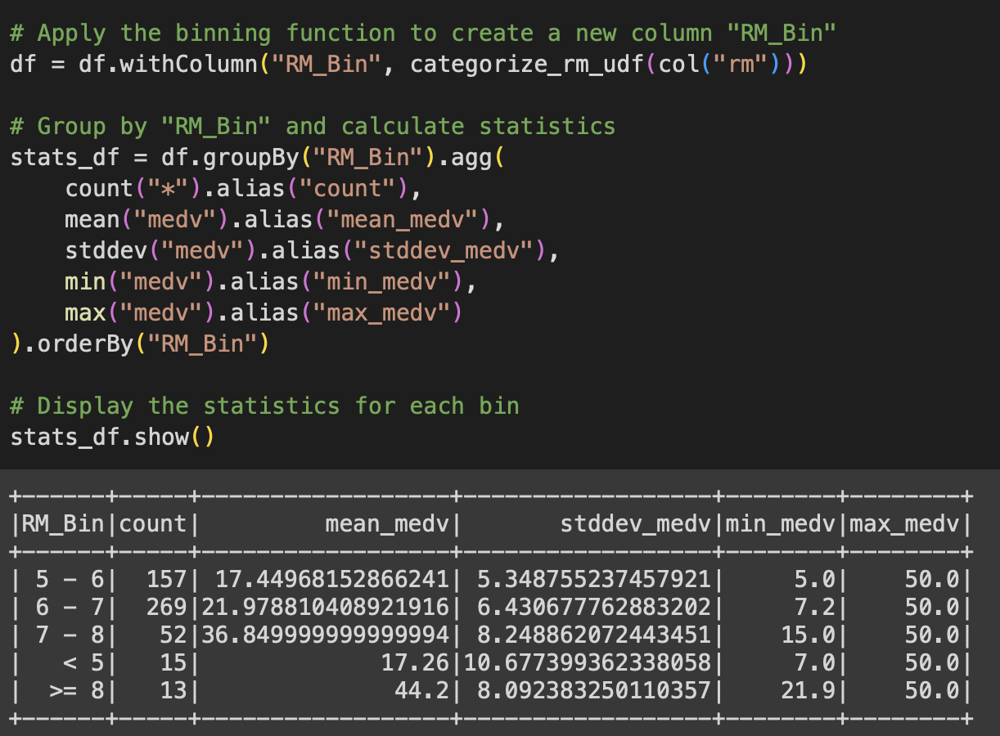 # Apply the binning function to create a new column "RM_Bin"
df = df.withColumn("RM_Bin", categorize_rm_udf(col("rm")))

# Group by "RM_Bin" and calculate statistics
stats_df = df.groupBy("RM_Bin").agg(
    count("*").alias("count"),
    mean("medv").alias("mean_medv"),
    stddev("medv").alias("stddev_medv"),
    min("medv").alias("min_medv"),
    max("medv").alias("max_medv")
).orderBy("RM_Bin")

# Display the statistics for each bin
stats_df.show()

+------+-----+------------------+------------------+--------+--------+
|RM_Bin|count|         mean_medv|       stddev_medv|min_medv|max_medv|
+------+-----+------------------+------------------+--------+--------+
| 5 - 6|  157| 17.44968152866241| 5.348755237457921|     5.0|    50.0|
| 6 - 7|  269|21.978810408921916| 6.430677762883202|     7.2|    50.0|
| 7 - 8|   52|36.849999999999994| 8.248862072443451|    15.0|    50.0|
|   < 5|   15|             17.26|10.677399362338058|     7.0|    50.0|
|  >= 8|   13|              44.2| 8.092383250110357|    21.9|    50.0|
+------+-----+------------------+------------------+--------+--------+